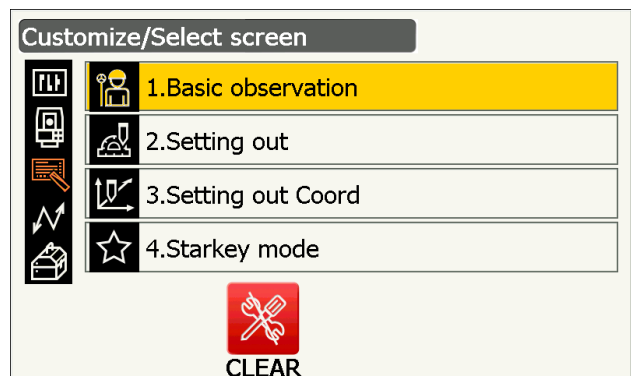 Customize/Select screen
1.Basic observation
2.Setting out
3.Setting out Coord
4.Starkey mode
CLEAR